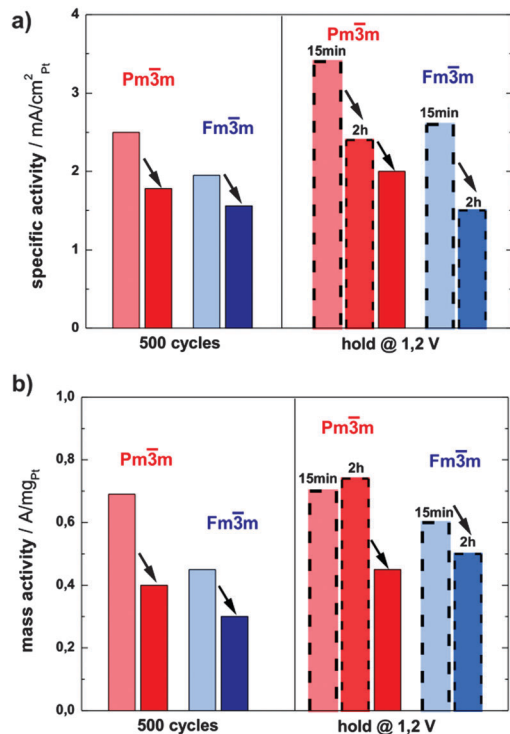 a)
specific activity / mA/cm²Pt
4
3
2
1
0
Pm3̅m
Fm3̅m
15min
Pm3̅m
2h
Fm3̅m
15min
2h
500 cycles
hold @ 1,2 V
b)
mass activity / A/mgPt
1,0
0,8
0,6
0,4
0,2
0,0
Pm3̅m
Fm3̅m
Pm3̅m
15min
2h
Fm3̅m
15min
2h
500 cycles
hold @ 1,2 V